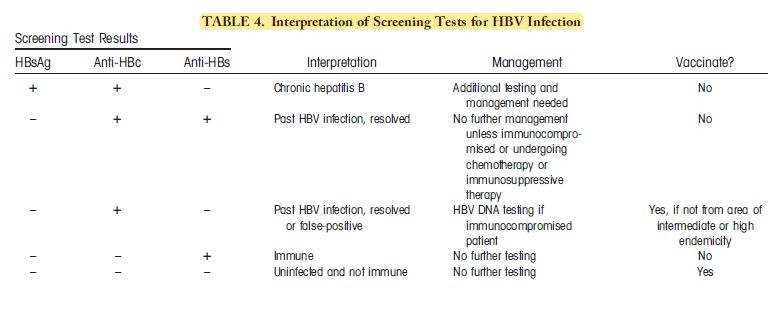 TABLE 4. Interpretation of Screening Tests for HBV Infection
Screening Test Results
HBsAg Anti-HBc Anti-HBs Interpretation Management Vaccinate?
+ + – Chronic hepatitis B Additional testing and No
management needed
– + + Past HBV infection, resolved No further management No
unless immunocompro-
mised or undergoing
chemotherapy or
immunosuppressive
therapy
– + – Past HBV infection, resolved HBV DNA testing if Yes, if not from area of
or false-positive immunocompromised intermediate or high
patient endemicity
– – + Immune No further testing No
– – – Uninfected and not immune No further testing Yes